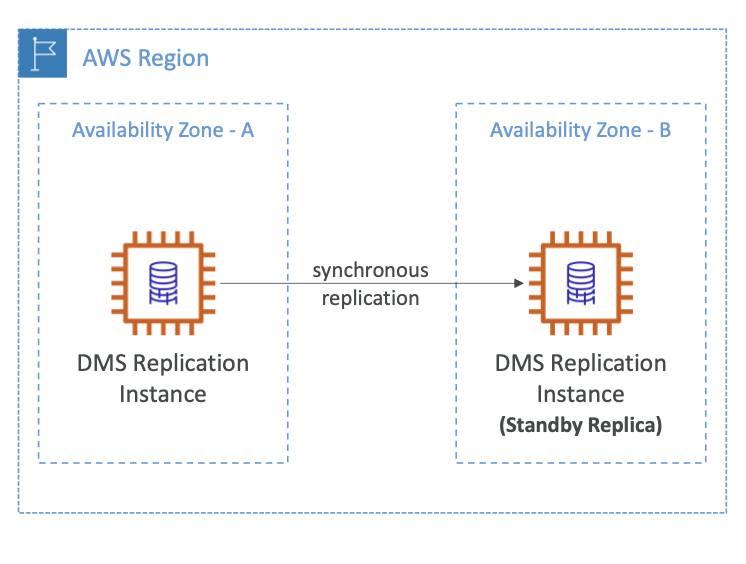 AWS Region
Availability Zone - A
Availability Zone - B
synchronous
replication
DMS Replication
Instance
DMS Replication
Instance
(Standby Replica)